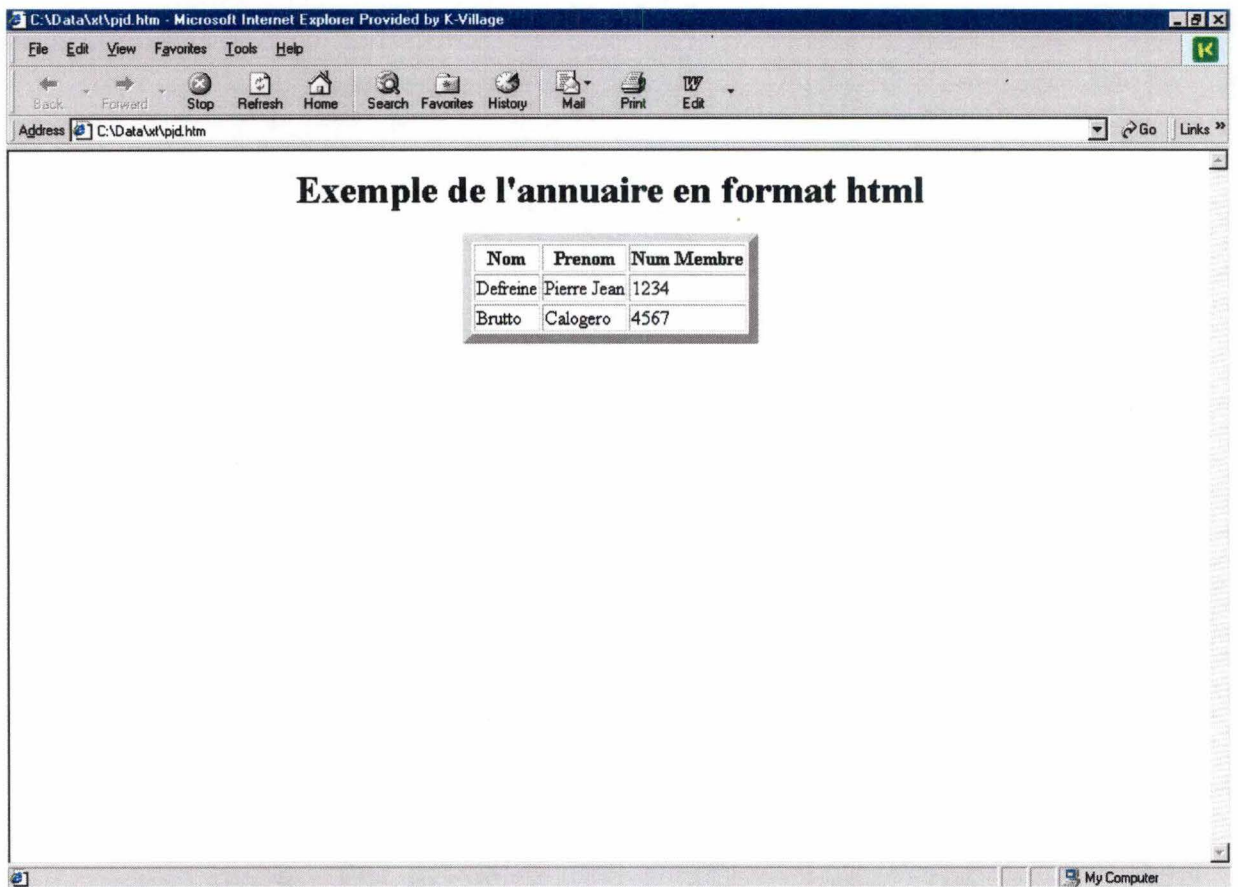 C:\Data\xt\pjd.htm - Microsoft Internet Explorer Provided by K-Village
File Edit View Favorites Tools Help
Back Forward Stop Refresh Home Search Favorites History Mail Print Edit
Address C:\Data\xt\pjd.htm Go Links »
Exemple de l'annuaire en format html
Nom Prenom Num Membre
Defreine Pierre Jean 1234
Brutto Calogero 4567
My Computer